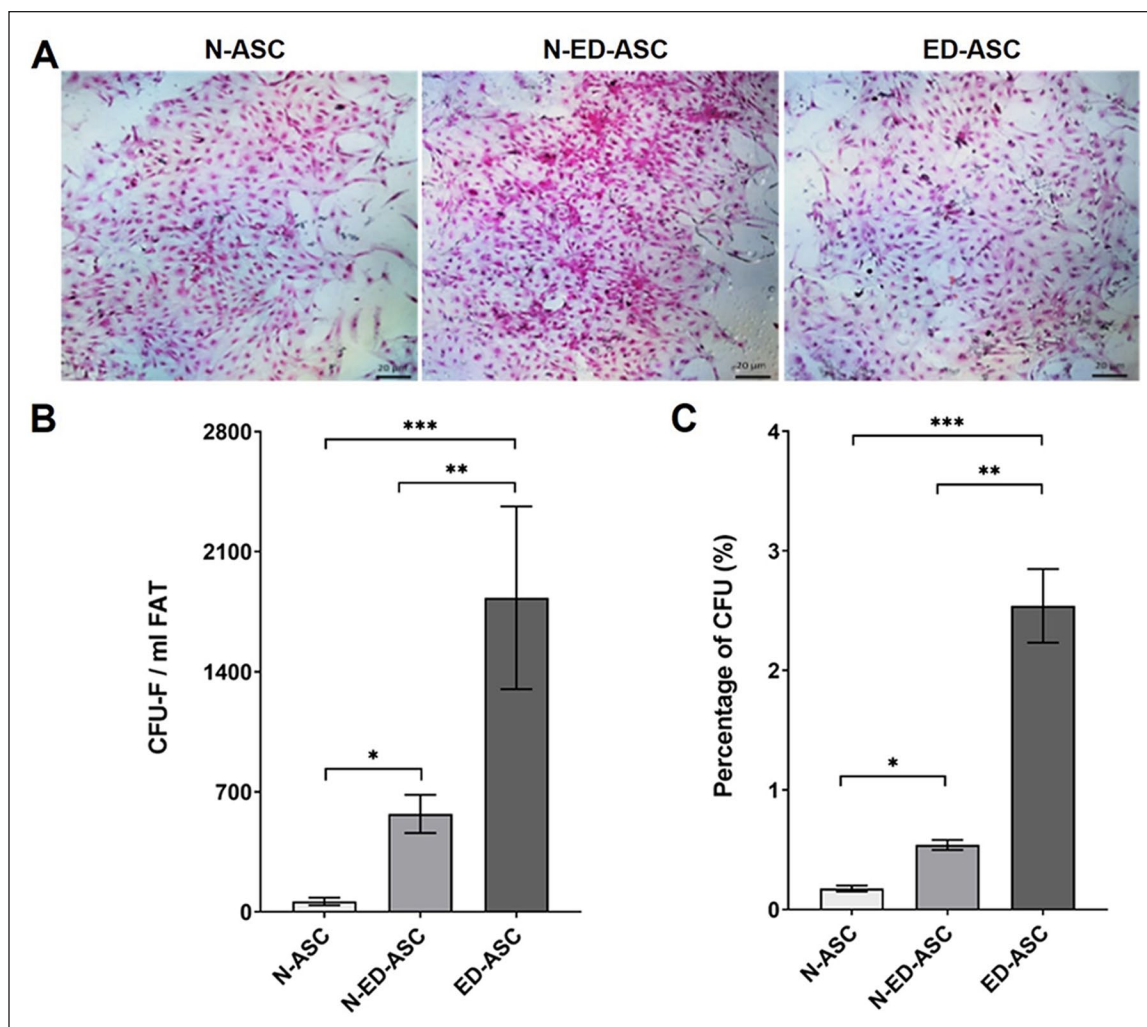 A
N-ASC
N-ED-ASC
ED-ASC
20 µm
20 µm
20 µm
B
2800
2100
1400
700
0
CFU-F / ml FAT
***
**
*
N-ASC
N-ED-ASC
ED-ASC
C
4
3
2
1
0
Percentage of CFU (%)
***
**
*
N-ASC
N-ED-ASC
ED-ASC